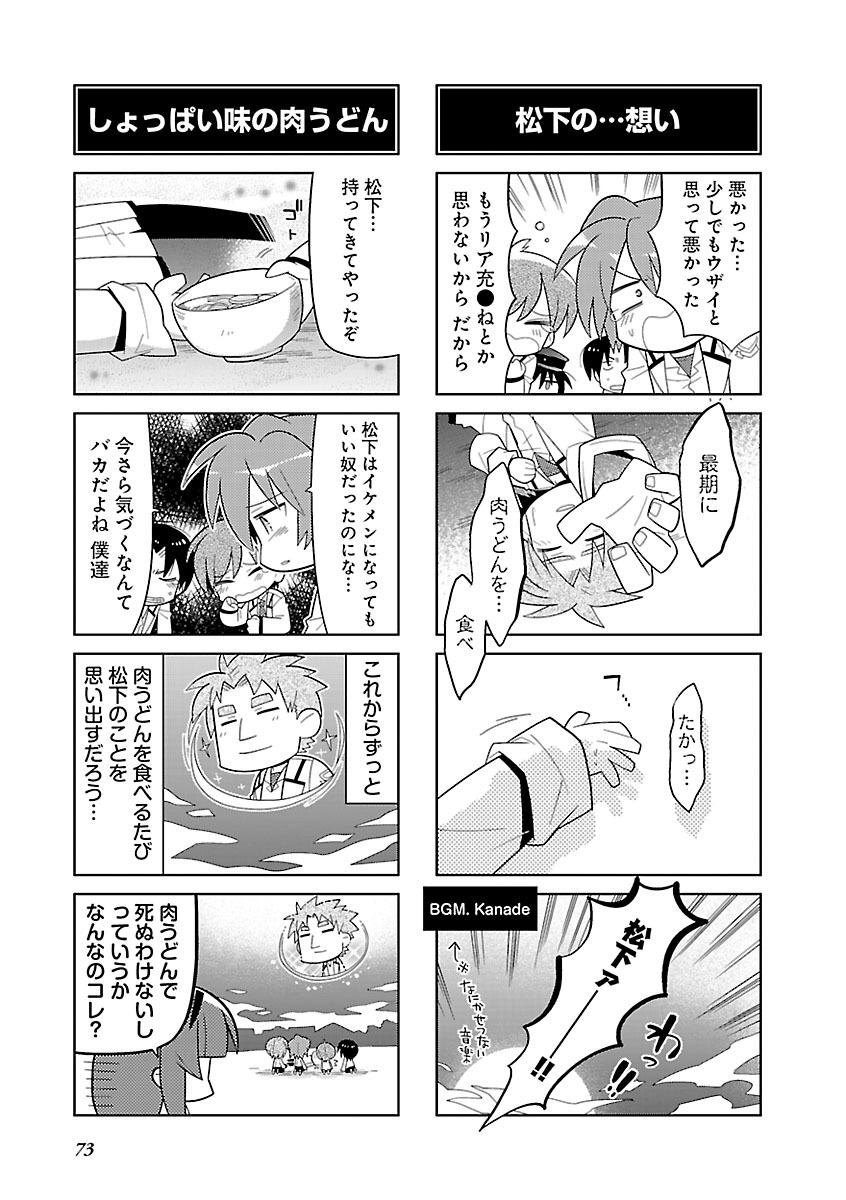 松下の…想い
悪かった…
少しでもウザイと
思って悪かった
もうリア充●ねとか
思わないから だから
最期に
肉うどんを…
食べ
たかっ…
松下ァ――!!
わっ!!
BGM. Kanade
←※なにかせつない
音楽
しょっぱい味の肉うどん
松下…
持ってきてやったぞ
ゴト
松下はイケメンになっても
いい奴だったのにな…
今さら気づくなんて
バカだよね 僕達
これからずっと
肉うどんを食べるたび
松下のことを
思い出すだろう…
肉うどんで
死ぬわけないし
っていうか
なんなのコレ?
73